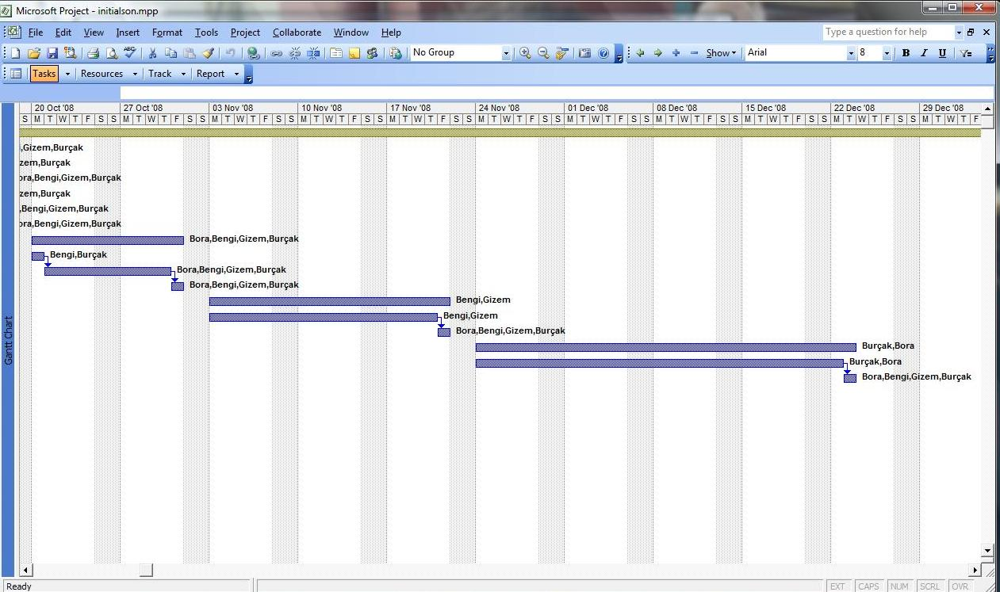 Microsoft Project - initialson.mpp
File Edit View Insert Format Tools Project Collaborate Window Help Type a question for help
No Group Show Arial 8 B I U
Tasks Resources Track Report
20 Oct '08 27 Oct '08 03 Nov '08 10 Nov '08 17 Nov '08 24 Nov '08 01 Dec '08 08 Dec '08 15 Dec '08 22 Dec '08 29 Dec '08
S M T W T F S S M T W T F S S M T W T F S S M T W T F S S M T W T F S S M T W T F S S M T W T F S S M T W T F S S M T W T F S S M T W T F S S M T W T F
,Gizem,Burçak
zem,Burçak
ora,Bengi,Gizem,Burçak
zem,Burçak
,Bengi,Gizem,Burçak
ora,Bengi,Gizem,Burçak
Bora,Bengi,Gizem,Burçak
Bengi,Burçak
Bora,Bengi,Gizem,Burçak
Bora,Bengi,Gizem,Burçak
Bengi,Gizem
Bengi,Gizem
Bora,Bengi,Gizem,Burçak
Burçak,Bora
Burçak,Bora
Bora,Bengi,Gizem,Burçak
Gantt Chart
Ready EXT CAPS NUM SCRL OVR